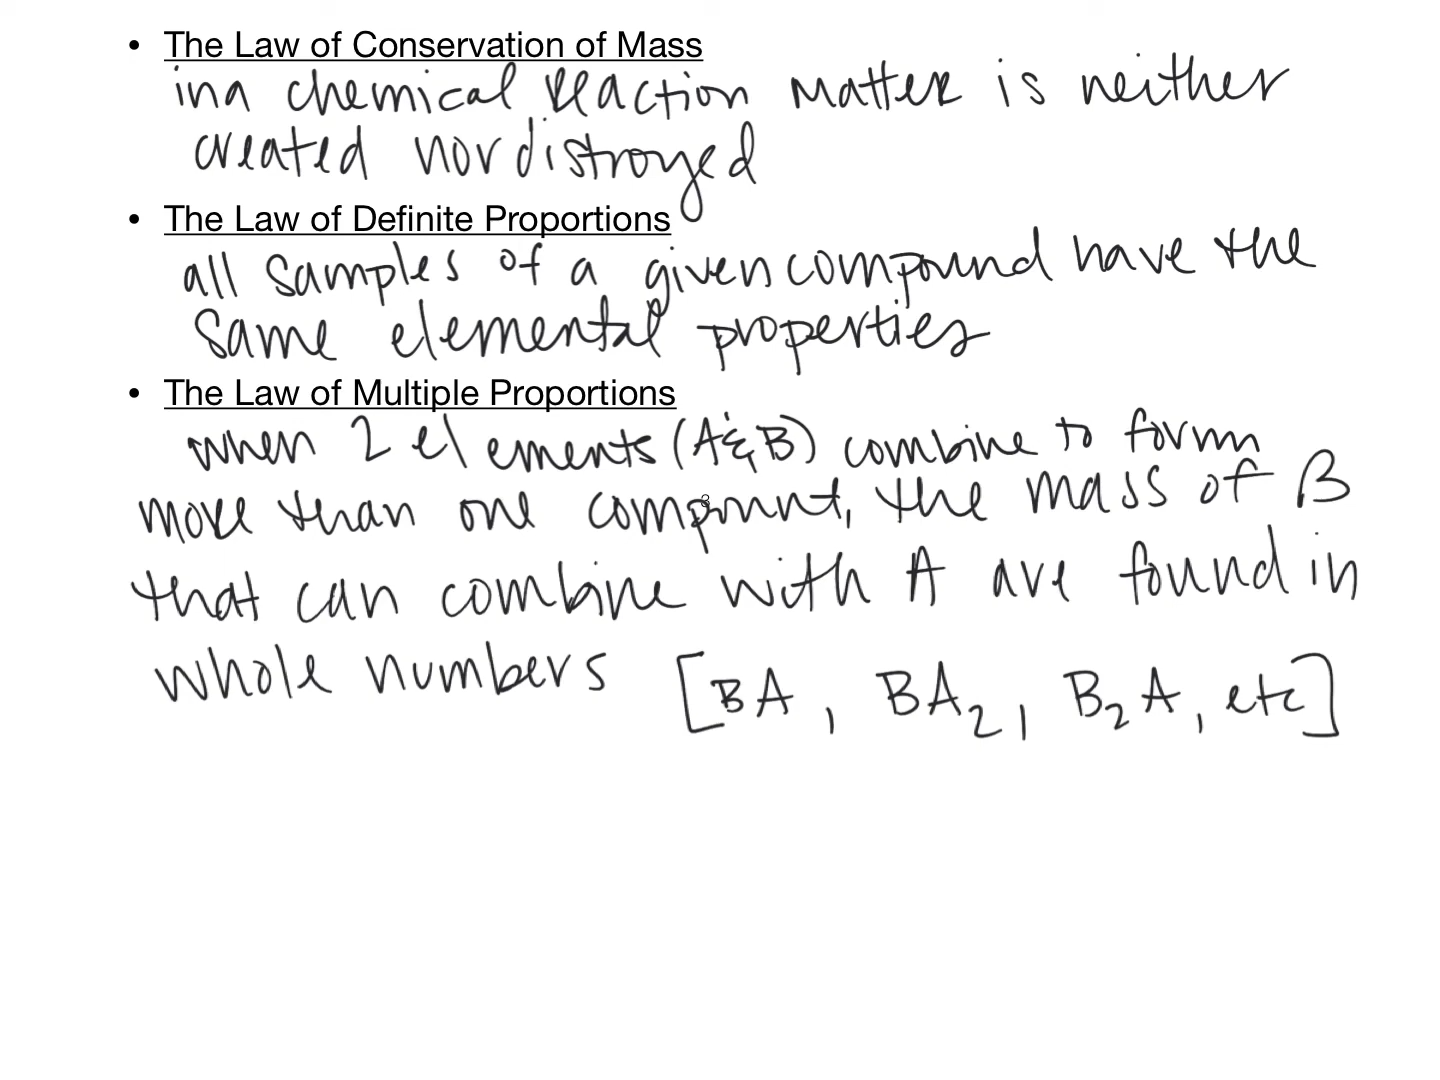 • The Law of Conservation of Mass
in a chemical reaction matter is neither
created nor distroyed
• The Law of Definite Proportions
all samples of a given compound have the
same elemental properties
• The Law of Multiple Proportions
when 2 elements (A & B) combine to form
more than one compount, the mass of B
that can combine with A are found in
whole numbers [BA, BA₂, B₂A, etc]